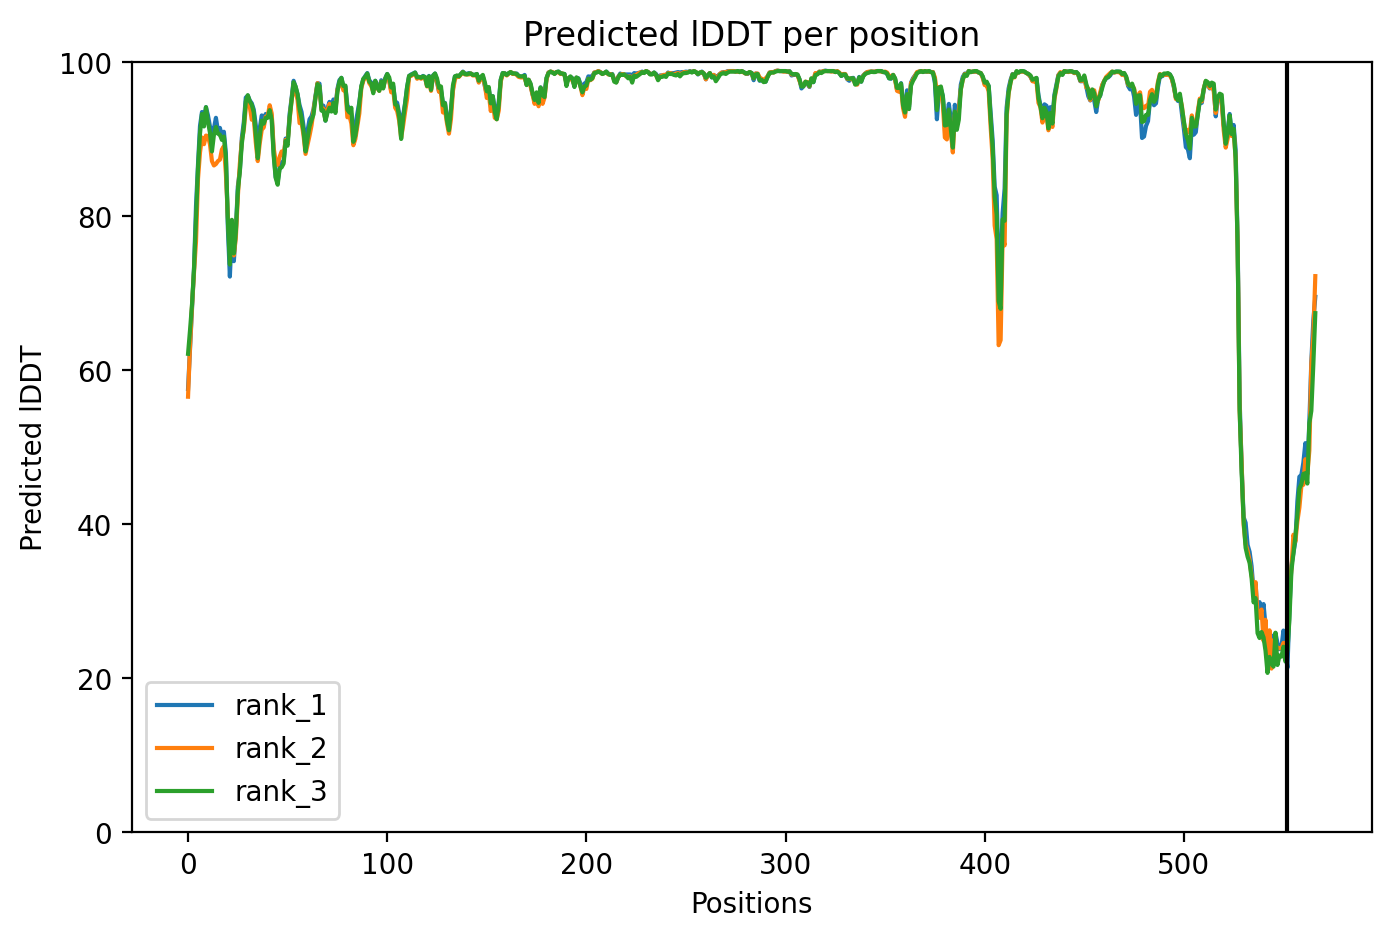 Predicted lDDT per position
Predicted lDDT
100
80
60
40
20
0
rank_1
rank_2
rank_3
0 100 200 300 400 500
Positions